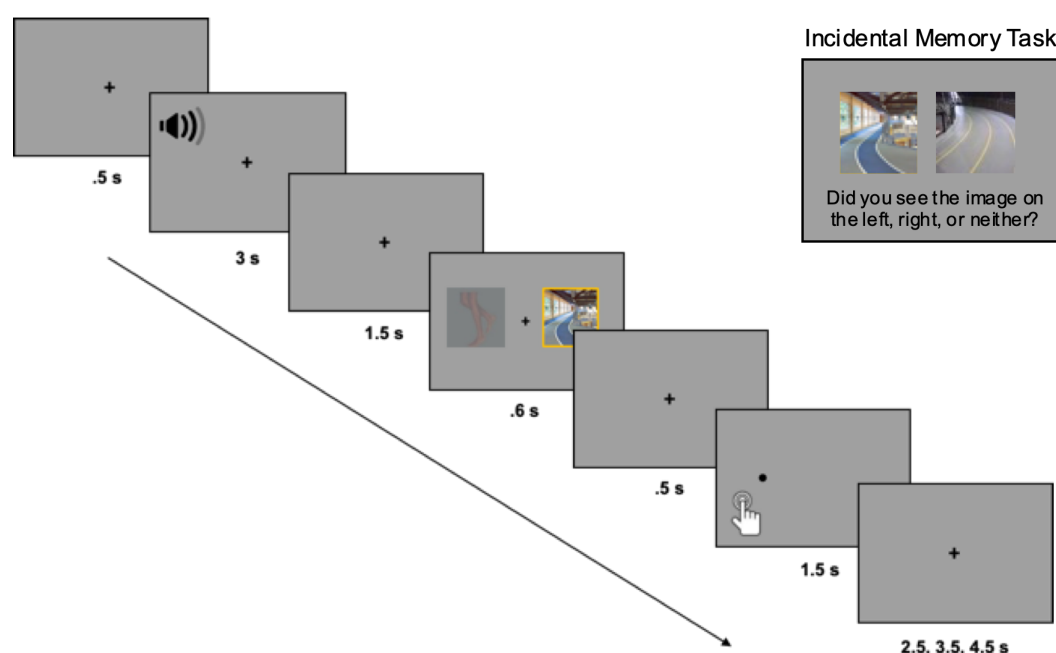 Incidental Memory Task
Did you see the image on
the left, right, or neither?
.5 s
3 s
1.5 s
.6 s
.5 s
1.5 s
2.5, 3.5, 4.5 s